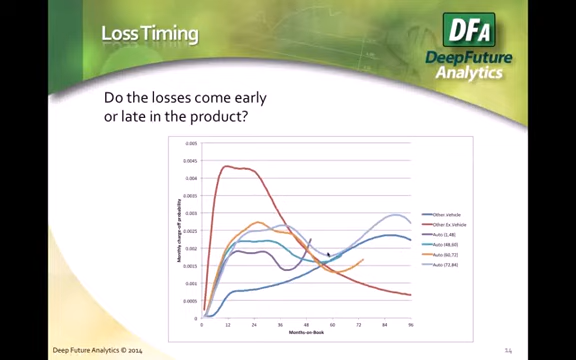 Loss Timing
DFA
DeepFuture
Analytics
Do the losses come early
or late in the product?
0.005
0.0045
0.004
0.0035
0.003
0.0025
0.002
0.0015
0.001
0.0005
0
Monthly charge-off probability
0 12 24 36 48 60 72 84 96
Months-on-Book
Other Vehicle
Other Ex Vehicle
Auto (1,48]
Auto (48,60]
Auto (60,72]
Auto (72,84]
Deep Future Analytics © 2014
14